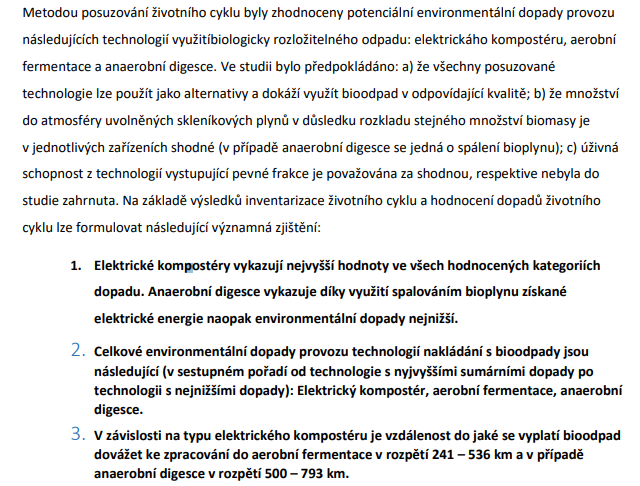 Metodou posuzování životního cyklu byly zhodnoceny potenciální environmentální dopady provozu
následujících technologií využitíbiologicky rozložitelného odpadu: elektrickáho kompostéru, aerobní
fermentace a anaerobní digesce. Ve studii bylo předpokládáno: a) že všechny posuzované
technologie lze použít jako alternativy a dokáží využít bioodpad v odpovídající kvalitě; b) že množství
do atmosféry uvolněných skleníkových plynů v důsledku rozkladu stejného množství biomasy je
v jednotlivých zařízeních shodné (v případě anaerobní digesce se jedná o spálení bioplynu); c) úživná
schopnost z technologií vystupující pevné frakce je považována za shodnou, respektive nebyla do
studie zahrnuta. Na základě výsledků inventarizace životního cyklu a hodnocení dopadů životního
cyklu lze formulovat následující významná zjištění:
1. Elektrické kompostéry vykazují nejvyšší hodnoty ve všech hodnocených kategoriích
dopadu. Anaerobní digesce vykazuje díky využití spalováním bioplynu získané
elektrické energie naopak environmentální dopady nejnižší.
2. Celkové environmentální dopady provozu technologií nakládání s bioodpady jsou
následující (v sestupném pořadí od technologie s nyjvyššími sumárními dopady po
technologii s nejnižšími dopady): Elektrický kompostér, aerobní fermentace, anaerobní
digesce.
3. V závislosti na typu elektrického kompostéru je vzdálenost do jaké se vyplatí bioodpad
dovážet ke zpracování do aerobní fermentace v rozpětí 241 – 536 km a v případě
anaerobní digesce v rozpětí 500 – 793 km.